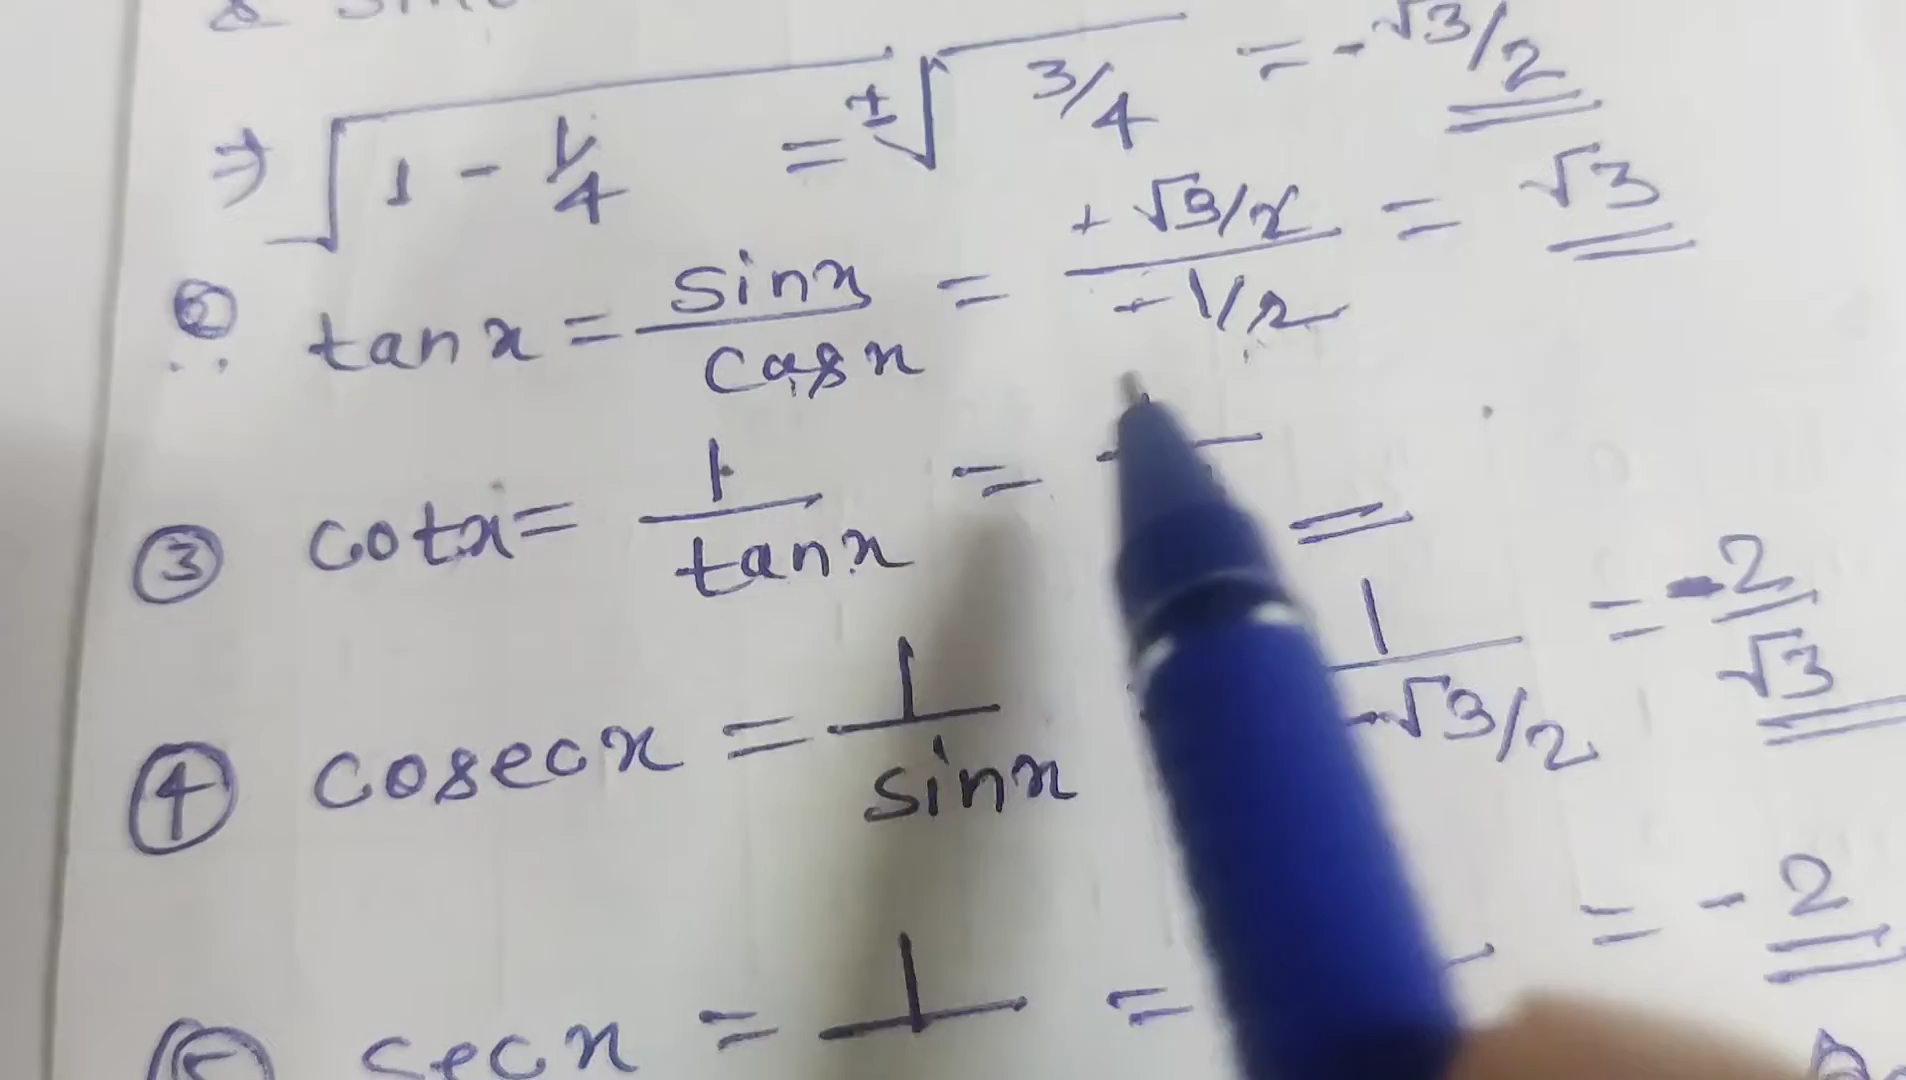 & sin
⇒ √1 - 1/4 = ±√3/4 = -√3/2
② ∴ tan x = sin x / cos x = + √3/2 / - 1/2 = √3
③ cot x = 1 / tan x =
④ cosec x = 1 / sin x 1 / -√3/2 = -2/√3
sec x = 1 = = - 2